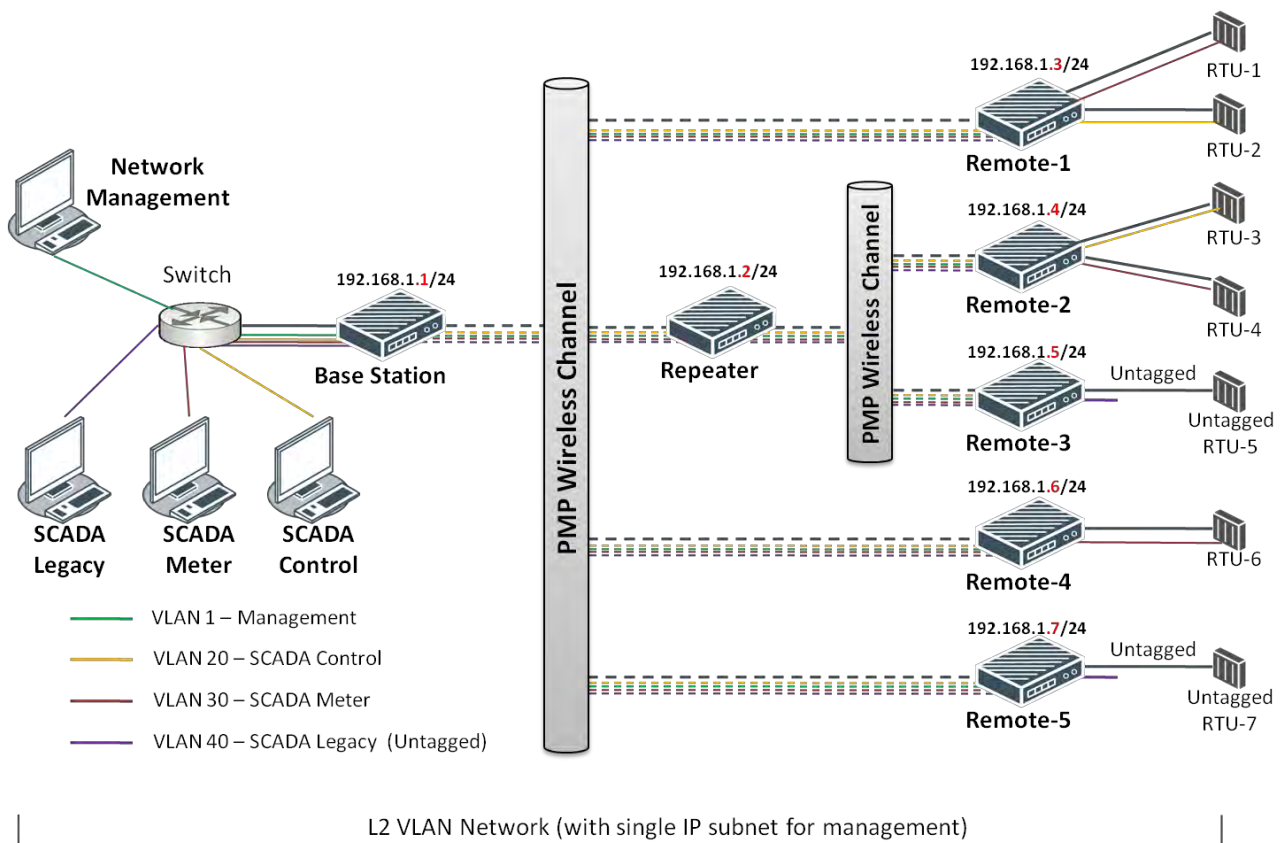 Network
Management
Switch
192.168.1.1/24
Base Station
SCADA
Legacy
SCADA
Meter
SCADA
Control
VLAN 1 – Management
VLAN 20 – SCADA Control
VLAN 30 – SCADA Meter
VLAN 40 – SCADA Legacy (Untagged)
PMP Wireless Channel
192.168.1.2/24
Repeater
PMP Wireless Channel
192.168.1.3/24
Remote-1
RTU-1
RTU-2
192.168.1.4/24
Remote-2
RTU-3
RTU-4
192.168.1.5/24
Remote-3
Untagged
Untagged
RTU-5
192.168.1.6/24
Remote-4
RTU-6
192.168.1.7/24
Remote-5
Untagged
Untagged
RTU-7
L2 VLAN Network (with single IP subnet for management)